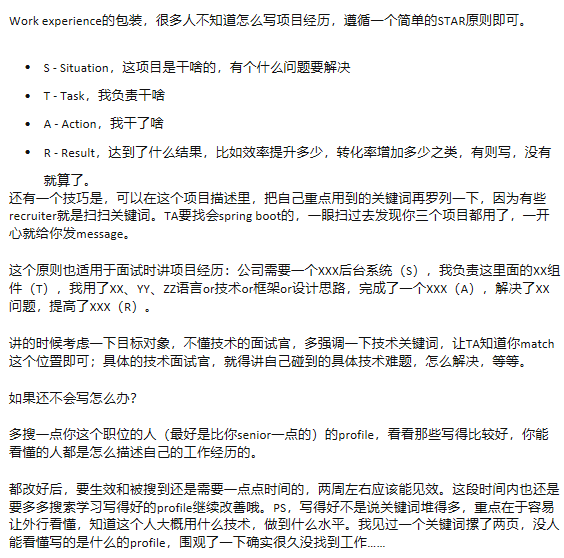 Work experience的包装，很多人不知道怎么写项目经历，遵循一个简单的STAR原则即可。
• S - Situation，这项目是干啥的，有个什么问题要解决
• T - Task，我负责干啥
• A - Action，我干了啥
• R - Result，达到了什么结果，比如效率提升多少，转化率增加多少之类，有则写，没有
就算了。
还有一个技巧是，可以在这个项目描述里，把自己重点用到的关键词再罗列一下，因为有些
recruiter就是扫扫关键词。TA要找会spring boot的，一眼扫过去发现你三个项目都用了，一开
心就给你发message。
这个原则也适用于面试时讲项目经历：公司需要一个XXX后台系统（S），我负责这里面的XX组
件（T），我用了XX、YY、ZZ语言or技术or框架or设计思路，完成了一个XXX（A），解决了XX
问题，提高了XXX（R）。
讲的时候考虑一下目标对象，不懂技术的面试官，多强调一下技术关键词，让TA知道你match
这个位置即可；具体的技术面试官，就得讲自己碰到的具体技术难题，怎么解决，等等。
如果还不会写怎么办？
多搜一点你这个职位的人（最好是比你senior一点的）的profile，看看那些写得比较好，你能
看懂的人都是怎么描述自己的工作经历的。
都改好后，要生效和被搜到还是需要一点点时间的，两周左右应该能见效。这段时间内也还是
要多多搜索学习写得好的profile继续改善哦。PS，写得好不是说关键词堆得多，重点在于容易
让外行看懂，知道这个人大概用什么技术，做到什么水平。我见过一个关键词摞了两页，没人
能看懂写的是什么的profile，围观了一下确实很久没找到工作……